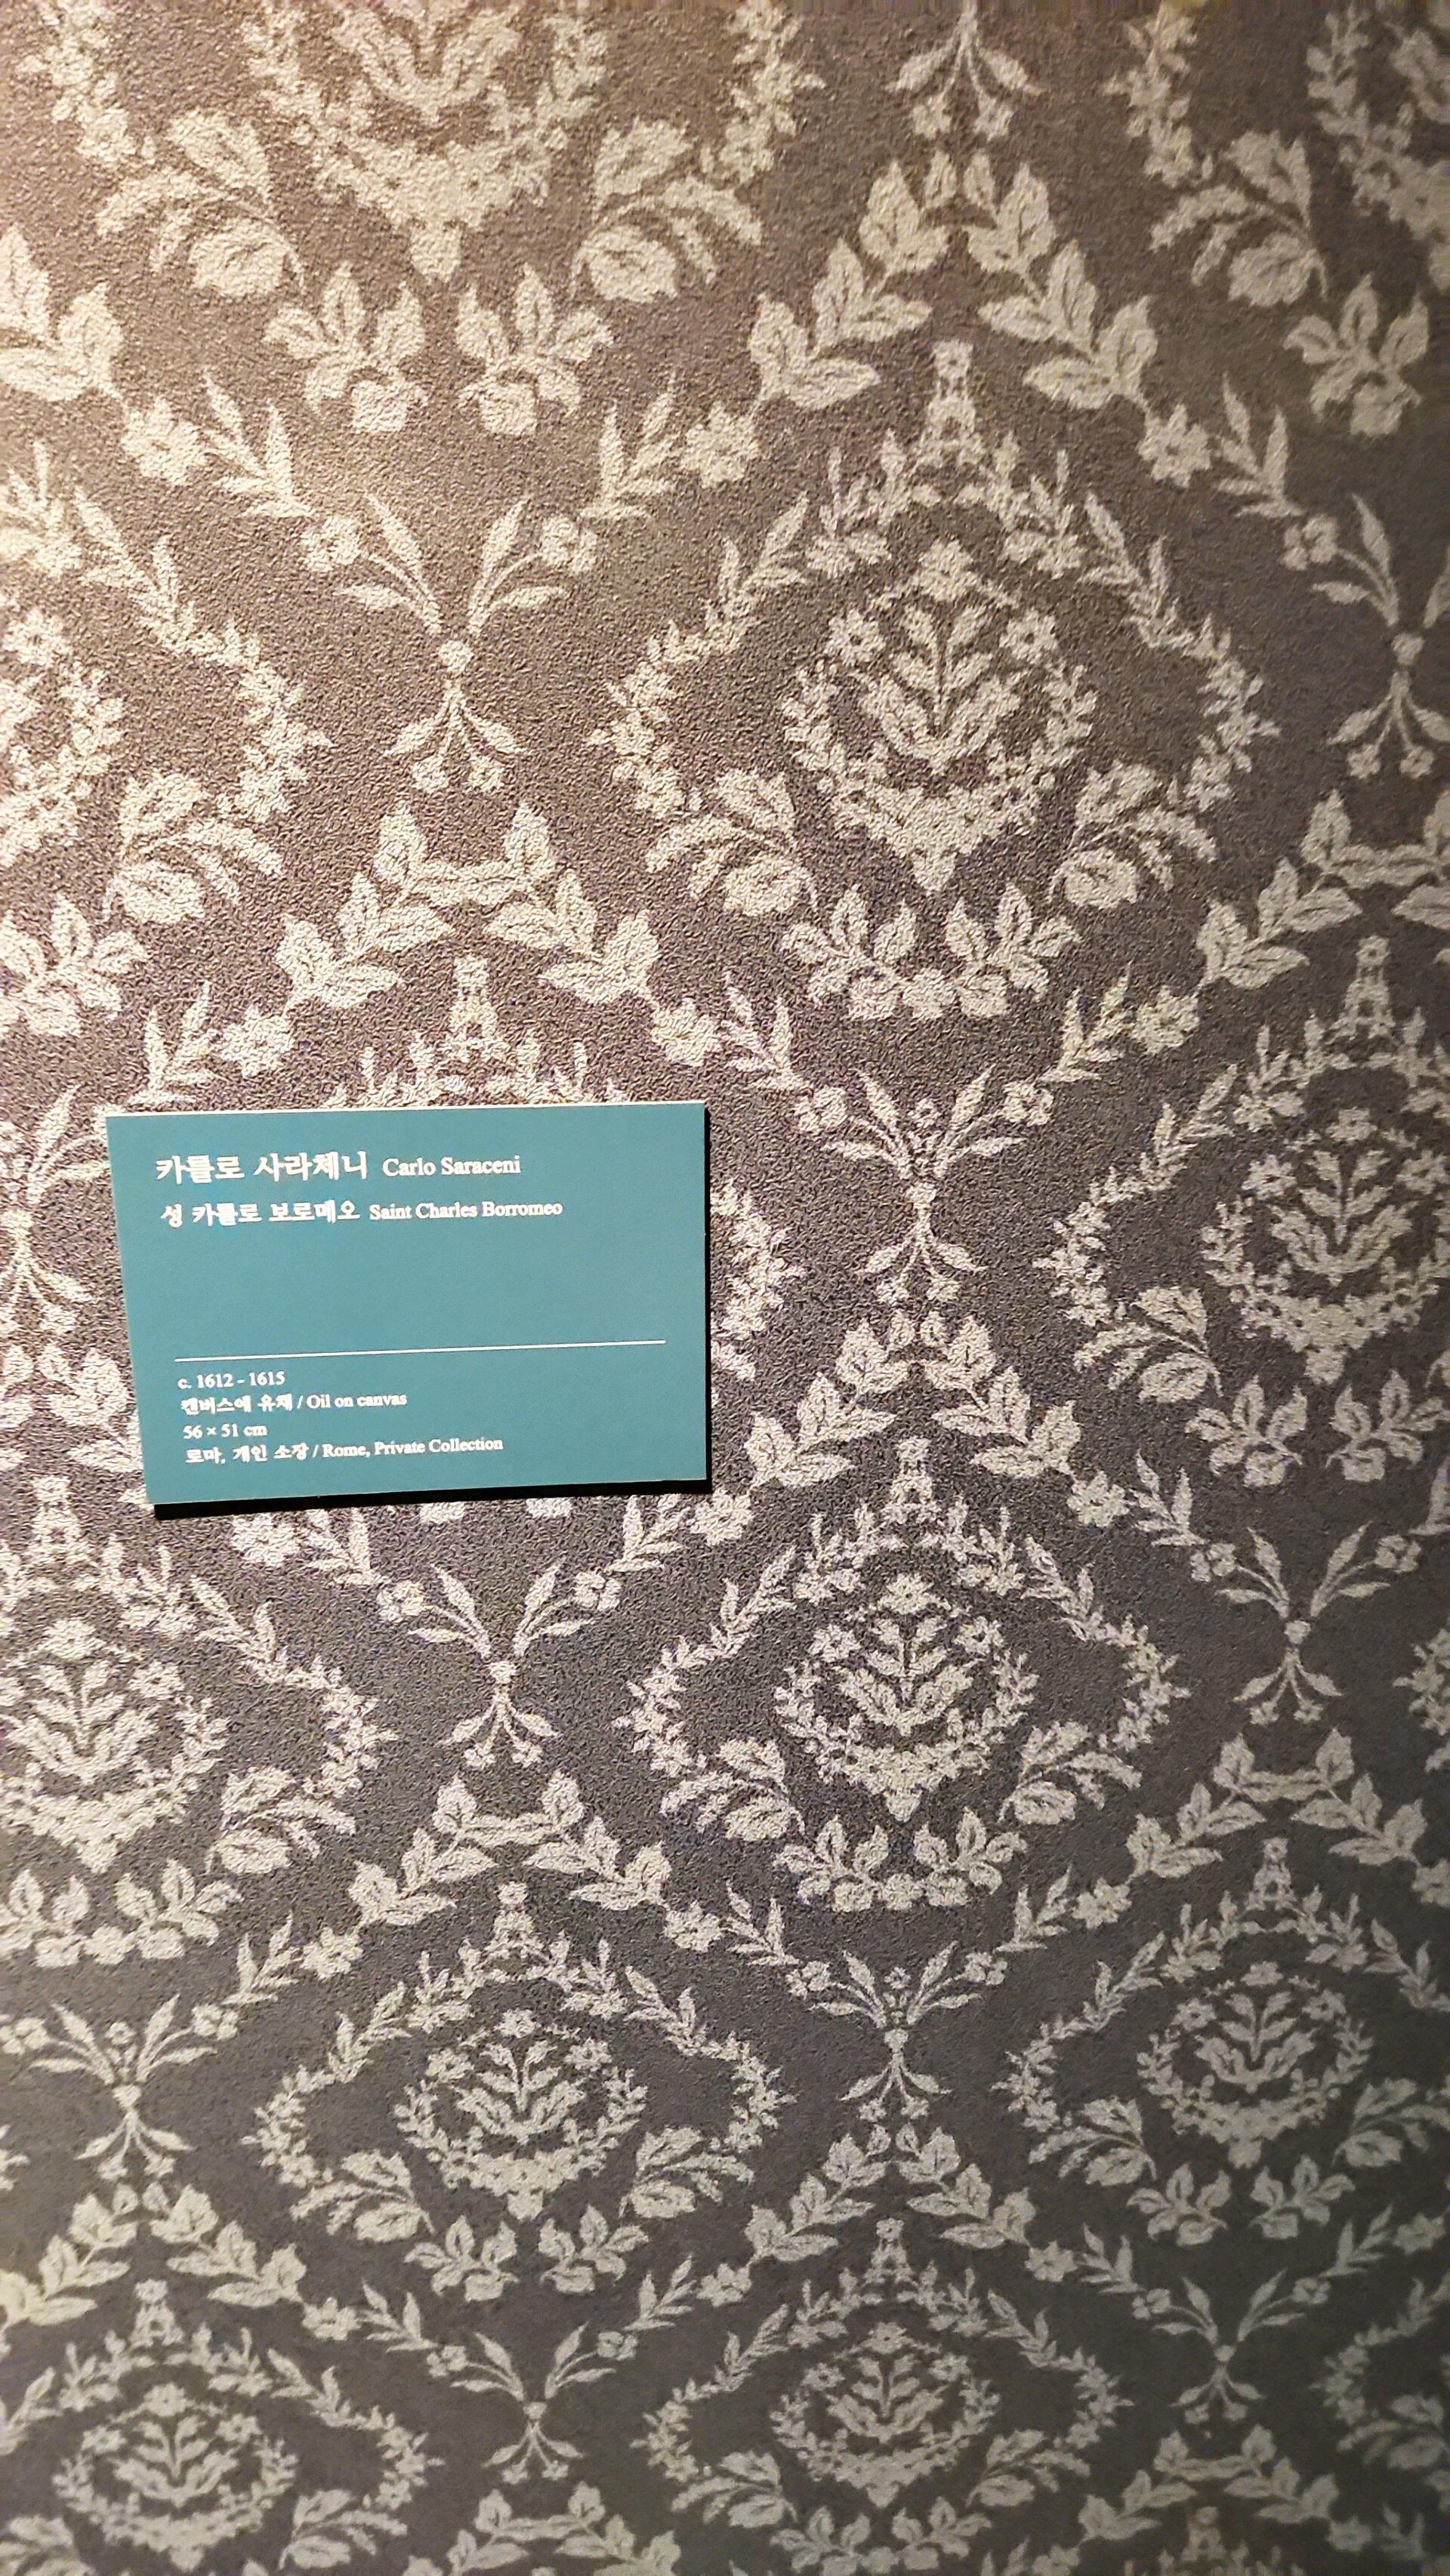 카를로 사라체니 Carlo Saraceni
성 카를로 보로메오 Saint Charles Borromeo
c. 1612 - 1615
캔버스에 유채 / Oil on canvas
56 × 51 cm
로마, 개인 소장 / Rome, Private Collection